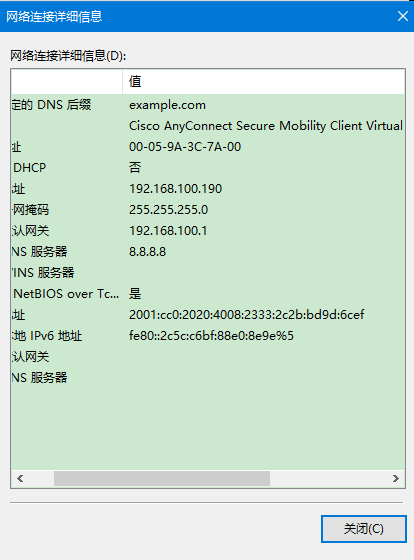 网络连接详细信息
网络连接详细信息(D):
值
定的 DNS 后缀 example.com
Cisco AnyConnect Secure Mobility Client Virtual
址 00-05-9A-3C-7A-00
DHCP 否
址 192.168.100.190
网掩码 255.255.255.0
认网关 192.168.100.1
NS 服务器 8.8.8.8
INS 服务器
NetBIOS over Tc... 是
址 2001:cc0:2020:4008:2333:2c2b:bd9d:6cef
地 IPv6 地址 fe80::2c5c:c6bf:88e0:8e9e%5
认网关
NS 服务器
关闭(C)